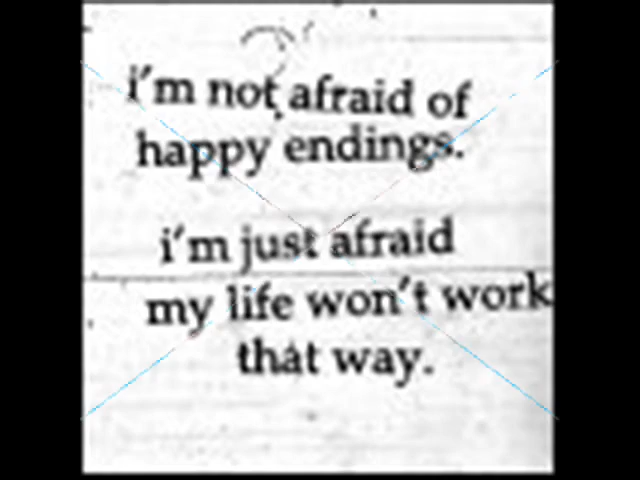 i'm not afraid of
happy endings.
i'm just afraid
my life won't work
that way.